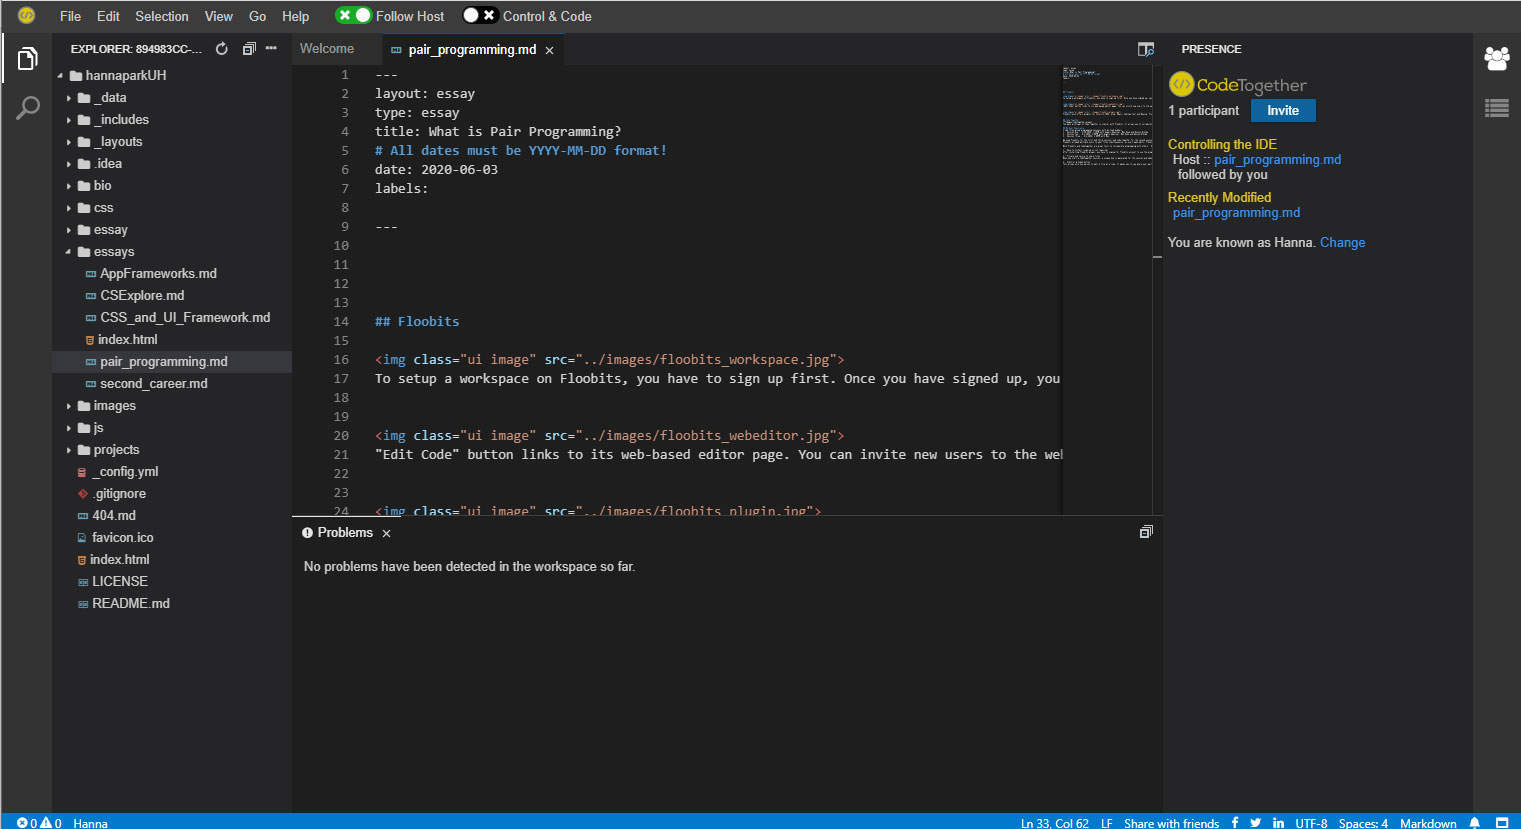 File Edit Selection View Go Help Follow Host Control & Code
EXPLORER: 894983CC-...
hannaparkUH
_data
_includes
_layouts
.idea
bio
css
essay
essays
AppFrameworks.md
CSExplore.md
CSS_and_UI_Framework.md
index.html
pair_programming.md
second_career.md
images
js
projects
_config.yml
.gitignore
404.md
favicon.ico
index.html
LICENSE
README.md
Welcome pair_programming.md
1 ---
2 layout: essay
3 type: essay
4 title: What is Pair Programming?
5 # All dates must be YYYY-MM-DD format!
6 date: 2020-06-03
7 labels:
8
9 ---
10
11
12
13
14 ## Floobits
15
16 <img class="ui image" src="../images/floobits_workspace.jpg">
17 To setup a workspace on Floobits, you have to sign up first. Once you have signed up, you
18
19
20 <img class="ui image" src="../images/floobits_webeditor.jpg">
21 "Edit Code" button links to its web-based editor page. You can invite new users to the we
22
23
24 <img class="ui image" src="../images/floobits_plugin.jpg">
Problems
No problems have been detected in the workspace so far.
PRESENCE
CodeTogether
1 participant Invite
Controlling the IDE
Host :: pair_programming.md
followed by you
Recently Modified
pair_programming.md
You are known as Hanna. Change
0 0 Hanna
Ln 33, Col 62 LF Share with friends UTF-8 Spaces: 4 Markdown